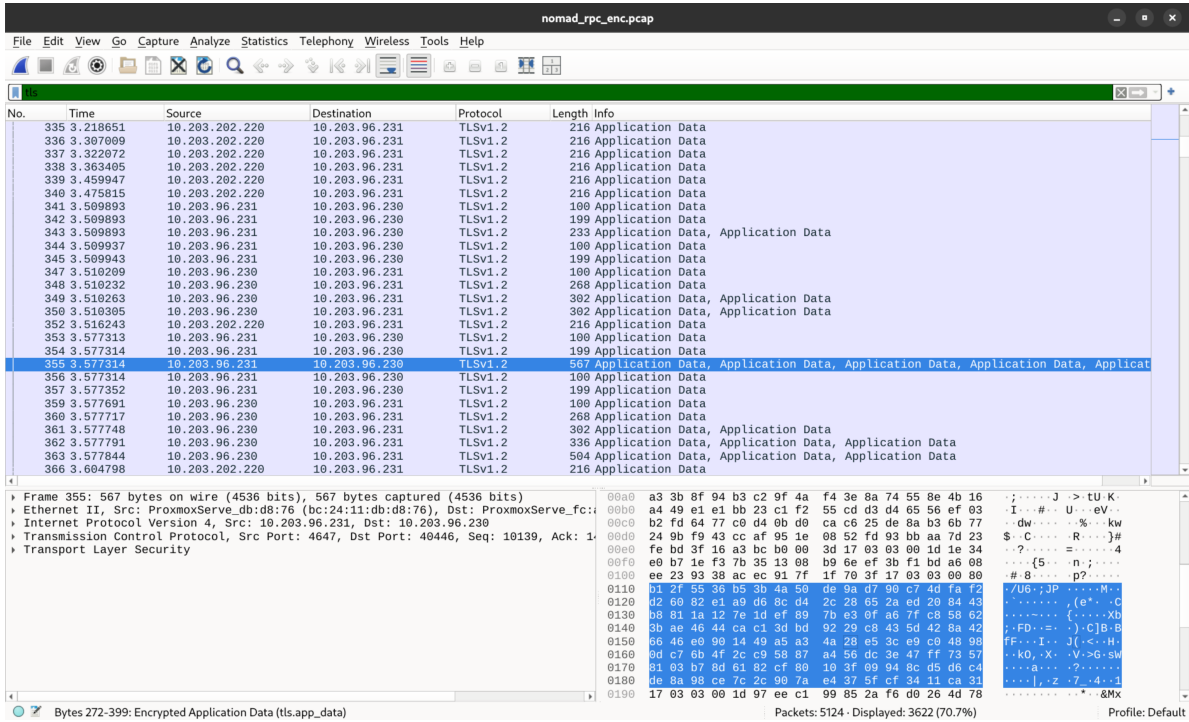 nomad_rpc_enc.pcap
File Edit View Go Capture Analyze Statistics Telephony Wireless Tools Help
tls
No. Time Source Destination Protocol Length Info
335 3.218651 10.203.202.220 10.203.96.231 TLSv1.2 216 Application Data
336 3.307009 10.203.202.220 10.203.96.231 TLSv1.2 216 Application Data
337 3.322072 10.203.202.220 10.203.96.231 TLSv1.2 216 Application Data
338 3.363405 10.203.202.220 10.203.96.231 TLSv1.2 216 Application Data
339 3.459947 10.203.202.220 10.203.96.231 TLSv1.2 216 Application Data
340 3.475815 10.203.202.220 10.203.96.231 TLSv1.2 216 Application Data
341 3.509893 10.203.96.231 10.203.96.230 TLSv1.2 100 Application Data
342 3.509893 10.203.96.231 10.203.96.230 TLSv1.2 199 Application Data
343 3.509893 10.203.96.231 10.203.96.230 TLSv1.2 233 Application Data, Application Data
344 3.509937 10.203.96.231 10.203.96.230 TLSv1.2 100 Application Data
345 3.509943 10.203.96.231 10.203.96.230 TLSv1.2 199 Application Data
347 3.510209 10.203.96.230 10.203.96.231 TLSv1.2 100 Application Data
348 3.510232 10.203.96.230 10.203.96.231 TLSv1.2 268 Application Data
349 3.510263 10.203.96.230 10.203.96.231 TLSv1.2 302 Application Data, Application Data
350 3.510305 10.203.96.230 10.203.96.231 TLSv1.2 302 Application Data, Application Data
352 3.516243 10.203.202.220 10.203.96.231 TLSv1.2 216 Application Data
353 3.577313 10.203.96.231 10.203.96.230 TLSv1.2 100 Application Data
354 3.577314 10.203.96.231 10.203.96.230 TLSv1.2 199 Application Data
355 3.577314 10.203.96.231 10.203.96.230 TLSv1.2 567 Application Data, Application Data, Application Data, Application Data, Applicat
356 3.577314 10.203.96.231 10.203.96.230 TLSv1.2 100 Application Data
357 3.577352 10.203.96.231 10.203.96.230 TLSv1.2 199 Application Data
359 3.577691 10.203.96.230 10.203.96.231 TLSv1.2 100 Application Data
360 3.577717 10.203.96.230 10.203.96.231 TLSv1.2 268 Application Data
361 3.577748 10.203.96.230 10.203.96.231 TLSv1.2 302 Application Data, Application Data
362 3.577791 10.203.96.230 10.203.96.231 TLSv1.2 336 Application Data, Application Data, Application Data
363 3.577844 10.203.96.230 10.203.96.231 TLSv1.2 504 Application Data, Application Data, Application Data
366 3.604798 10.203.202.220 10.203.96.231 TLSv1.2 216 Application Data
Frame 355: 567 bytes on wire (4536 bits), 567 bytes captured (4536 bits)
Ethernet II, Src: ProxmoxServe_db:d8:76 (bc:24:11:db:d8:76), Dst: ProxmoxServe_fc:
Internet Protocol Version 4, Src: 10.203.96.231, Dst: 10.203.96.230
Transmission Control Protocol, Src Port: 4647, Dst Port: 40446, Seq: 10139, Ack: 1
Transport Layer Security
00a0 a3 3b 8f 94 b3 c2 9f 4a f4 3e 8a 74 55 8e 4b 16 ·;·····J ·>·tU·K·
00b0 a4 49 e1 e1 bb 23 c1 f2 55 cd d3 d4 65 56 ef 03 ·I···#·· U···eV··
00c0 b2 fd 64 77 c0 d4 0b d0 ca c6 25 de 8a b3 6b 77 ··dw···· ··%···kw
00d0 24 9b f9 43 cc af 95 1e 08 52 fd 93 bb aa 7d 23 $··C···· ·R····}#
00e0 fe bd 3f 16 a3 bc b0 00 3d 17 03 03 00 1d 1e 34 ··?····· =······4
00f0 e0 b7 1e f3 7b 35 13 08 b9 6e ef 3b f1 bd a6 08 ····{5·· ·n·;····
0100 ee 23 93 38 ac ec 91 7f 1f 70 3f 17 03 03 00 80 ·#·8···· ·p?·····
0110 b1 2f 55 36 b5 3b 4a 50 de 9a d7 90 c7 4d fa f2 ·/U6·;JP ·····M··
0120 d2 60 82 e1 a9 d6 8c d4 2c 28 65 2a ed 20 84 43 ·`······ ,(e*· ·C
0130 b8 81 1a 12 7e 1d ef 89 7b e3 0f a6 7f c8 58 62 ····~··· {·····Xb
0140 3b ae 46 44 ca c1 3d bd 92 29 c8 43 5d 42 8a 42 ;·FD··=· ·)·C]B·B
0150 66 46 e0 90 14 49 a5 a3 4a 28 e5 3c e9 c0 48 98 fF···I·· J(·<··H·
0160 0d c7 6b 4f 2c c9 58 87 a4 56 dc 3e 47 ff 73 57 ··kO,·X· ·V·>G·sW
0170 81 03 b7 8d 61 82 cf 80 10 3f 09 94 8c d5 d6 c4 ····a··· ·?······
0180 de 8a 98 ce 7c 2c 90 7a e4 37 5f cf 34 11 ca 31 ····|,·z ·7_·4··1
0190 17 03 03 00 1d 97 ee c1 99 85 2a f6 d0 26 4d 78 ········ ··*··&Mx
Bytes 272-399: Encrypted Application Data (tls.app_data)
Packets: 5124 · Displayed: 3622 (70.7%)
Profile: Default